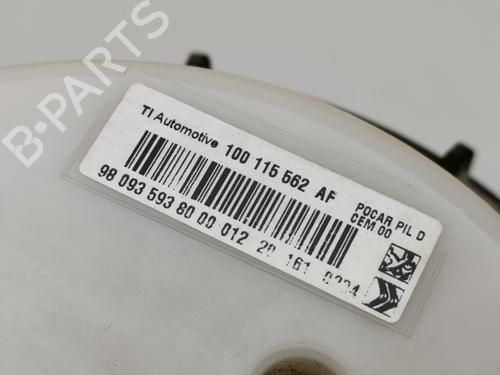 B-PARTS
TI Automotive 100 115 562 AF
POCAR PIL D
CEM 00
98 093 593 80 00 012 20 161